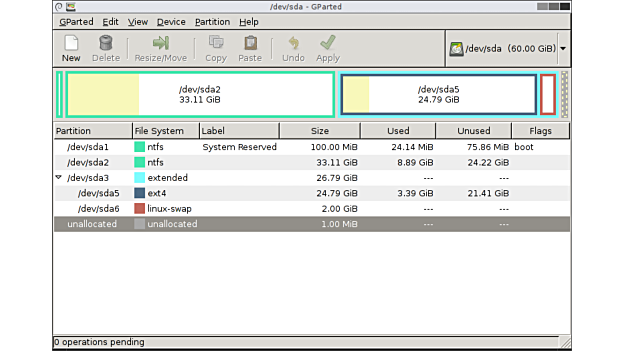 /dev/sda - GParted
GParted Edit View Device Partition Help
New Delete Resize/Move Copy Paste Undo Apply /dev/sda (60.00 GiB)
/dev/sda2 /dev/sda5
33.11 GiB 24.79 GiB
Partition File System Label Size Used Unused Flags
/dev/sda1 ntfs System Reserved 100.00 MiB 24.14 MiB 75.86 MiB boot
/dev/sda2 ntfs 33.11 GiB 8.89 GiB 24.22 GiB
/dev/sda3 extended 26.79 GiB --- ---
/dev/sda5 ext4 24.79 GiB 3.39 GiB 21.41 GiB
/dev/sda6 linux-swap 2.00 GiB --- ---
unallocated unallocated 1.00 MiB --- ---
0 operations pending